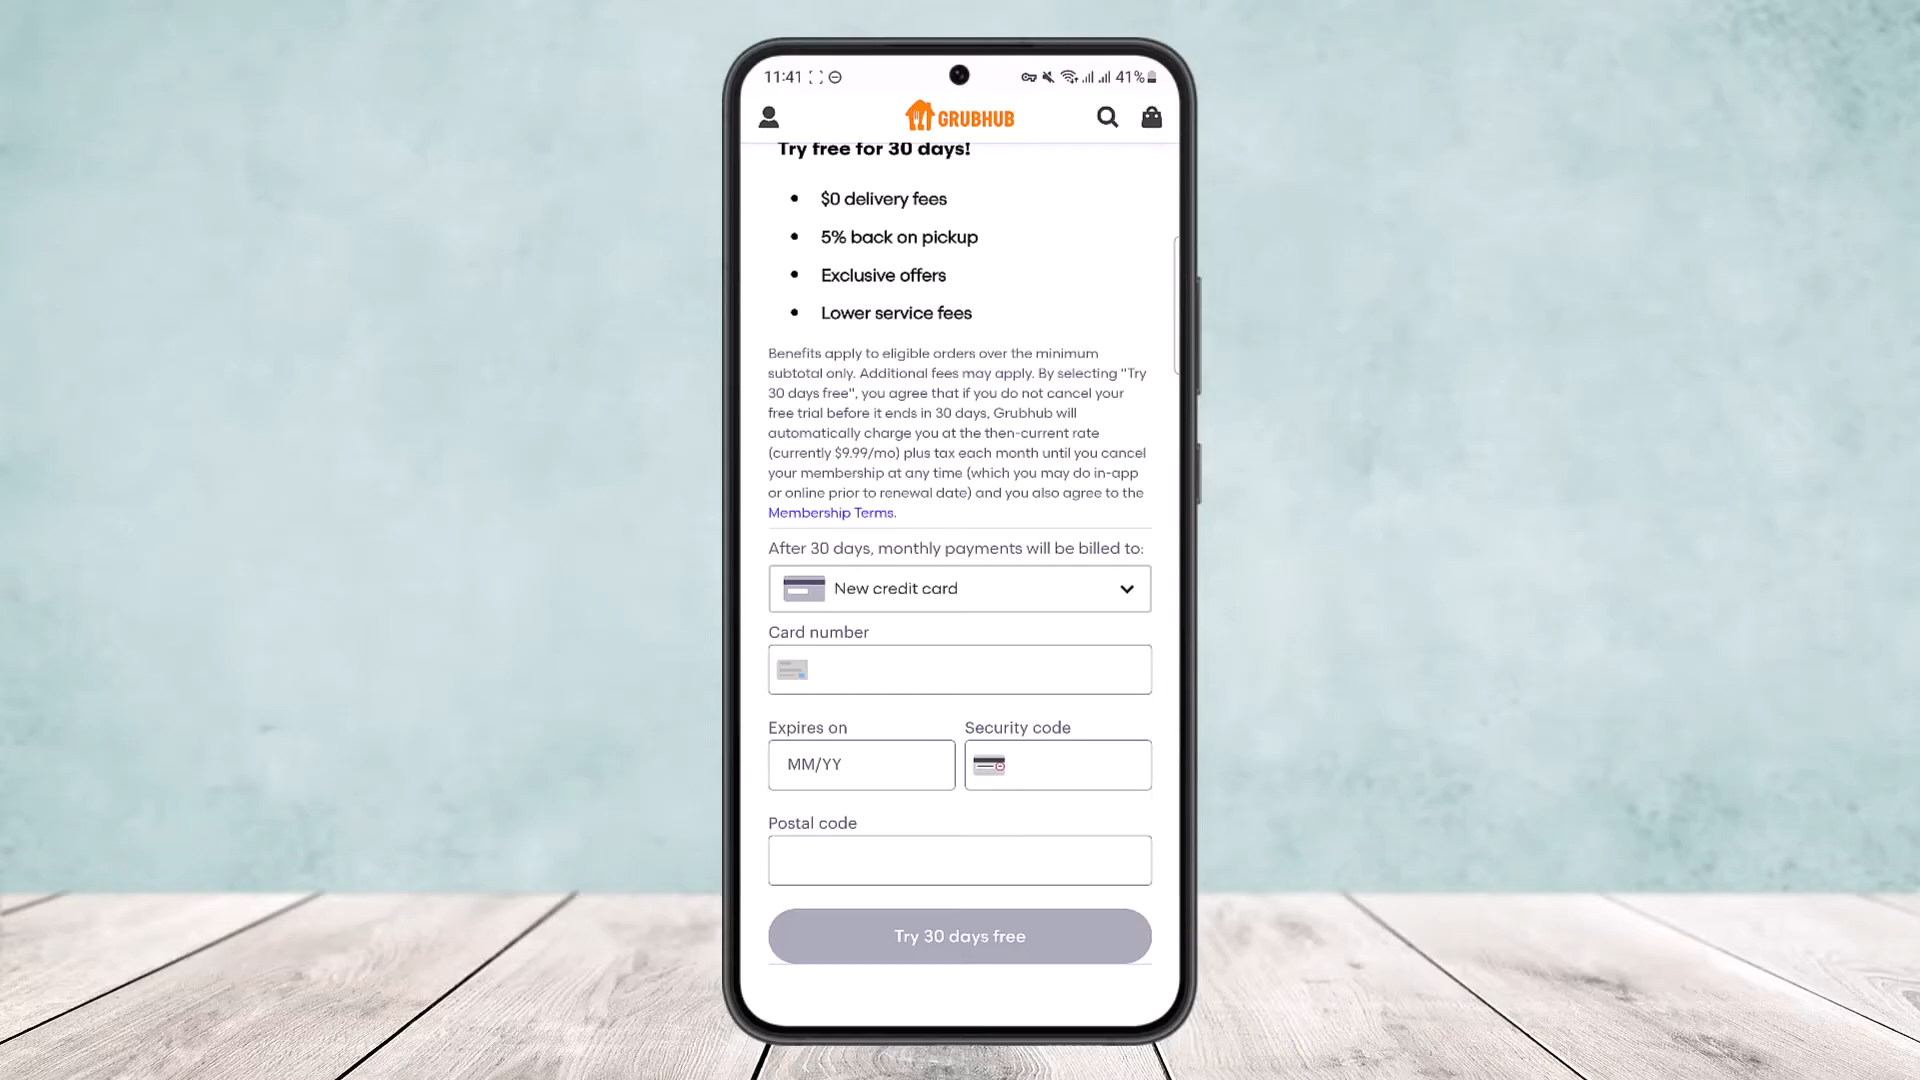 11:41 41%
GRUBHUB
Try free for 30 days!
• $0 delivery fees
• 5% back on pickup
• Exclusive offers
• Lower service fees
Benefits apply to eligible orders over the minimum
subtotal only. Additional fees may apply. By selecting "Try
30 days free", you agree that if you do not cancel your
free trial before it ends in 30 days, Grubhub will
automatically charge you at the then-current rate
(currently $9.99/mo) plus tax each month until you cancel
your membership at any time (which you may do in-app
or online prior to renewal date) and you also agree to the
Membership Terms.
After 30 days, monthly payments will be billed to:
New credit card
Card number
Expires on Security code
MM/YY
Postal code
Try 30 days free